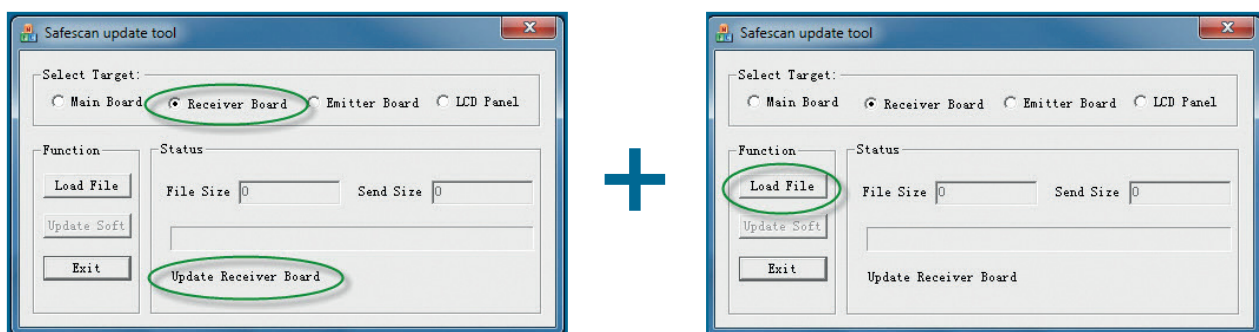 Safescan update tool
Select Target:
Main Board Receiver Board Emitter Board LCD Panel
Function
Status
Load File
File Size 0 Send Size 0
Update Soft
Exit
Update Receiver Board
+
Safescan update tool
Select Target:
Main Board Receiver Board Emitter Board LCD Panel
Function
Status
Load File
File Size 0 Send Size 0
Update Soft
Exit
Update Receiver Board